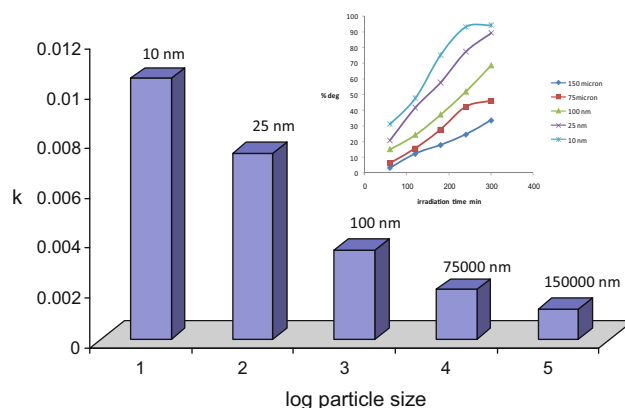 0.012
0.01
0.008
0.006
0.004
0.002
0
k
10 nm
25 nm
100 nm
75000 nm
150000 nm
1 2 3 4 5
log particle size
100
90
80
70
60
50
40
30
20
10
0
% deg
0 100 200 300 400
irradiation time min
150 micron
75micron
100 nm
25 nm
10 nm